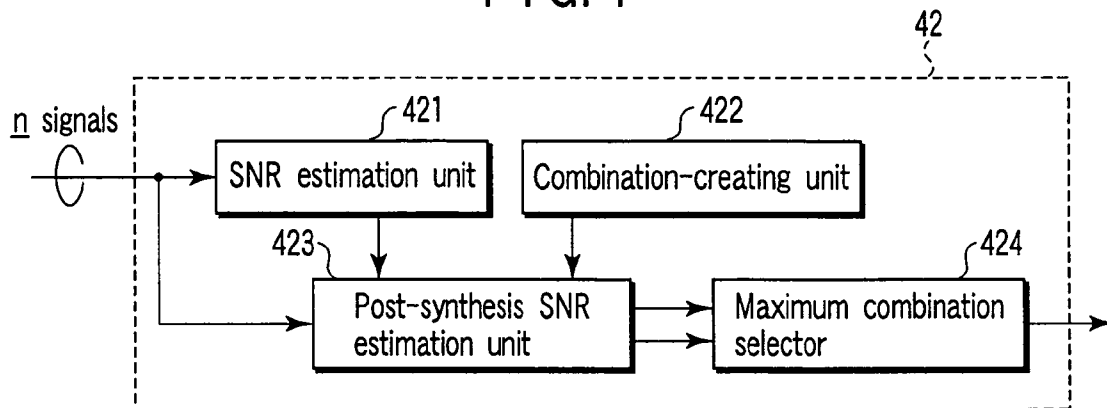 42
n signals
421
422
SNR estimation unit
Combination-creating unit
423
424
Post-synthesis SNR
estimation unit
Maximum combination
selector